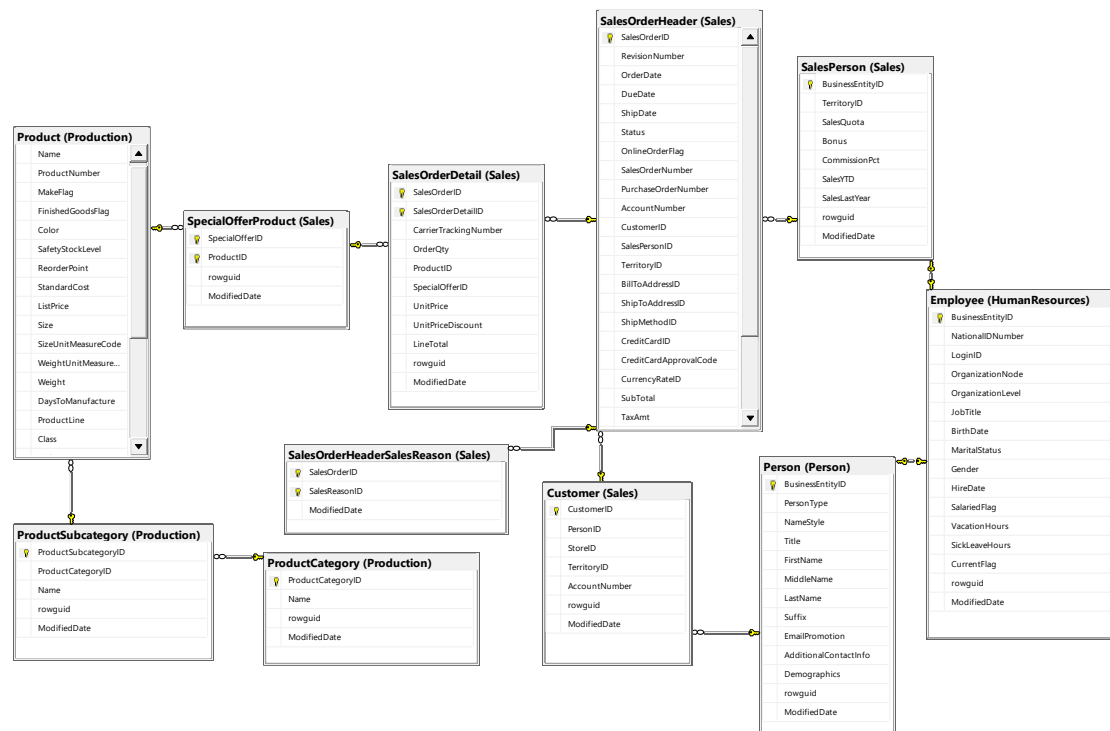 SalesOrderHeader (Sales)
SalesOrderID
RevisionNumber
OrderDate
DueDate
ShipDate
Status
OnlineOrderFlag
SalesOrderNumber
PurchaseOrderNumber
AccountNumber
CustomerID
SalesPersonID
TerritoryID
BillToAddressID
ShipToAddressID
ShipMethodID
CreditCardID
CreditCardApprovalCode
CurrencyRateID
SubTotal
TaxAmt
SalesPerson (Sales)
BusinessEntityID
TerritoryID
SalesQuota
Bonus
CommissionPct
SalesYTD
SalesLastYear
rowguid
ModifiedDate
Product (Production)
Name
ProductNumber
MakeFlag
FinishedGoodsFlag
Color
SafetyStockLevel
ReorderPoint
StandardCost
ListPrice
Size
SizeUnitMeasureCode
WeightUnitMeasure...
Weight
DaysToManufacture
ProductLine
Class
SpecialOfferProduct (Sales)
SpecialOfferID
ProductID
rowguid
ModifiedDate
SalesOrderDetail (Sales)
SalesOrderID
SalesOrderDetailID
CarrierTrackingNumber
OrderQty
ProductID
SpecialOfferID
UnitPrice
UnitPriceDiscount
LineTotal
rowguid
ModifiedDate
Employee (HumanResources)
BusinessEntityID
NationalIDNumber
LoginID
OrganizationNode
OrganizationLevel
JobTitle
BirthDate
MaritalStatus
Gender
HireDate
SalariedFlag
VacationHours
SickLeaveHours
CurrentFlag
rowguid
ModifiedDate
SalesOrderHeaderSalesReason (Sales)
SalesOrderID
SalesReasonID
ModifiedDate
Person (Person)
BusinessEntityID
PersonType
NameStyle
Title
FirstName
MiddleName
LastName
Suffix
EmailPromotion
AdditionalContactInfo
Demographics
rowguid
ModifiedDate
Customer (Sales)
CustomerID
PersonID
StoreID
TerritoryID
AccountNumber
rowguid
ModifiedDate
ProductSubcategory (Production)
ProductSubcategoryID
ProductCategoryID
Name
rowguid
ModifiedDate
ProductCategory (Production)
ProductCategoryID
Name
rowguid
ModifiedDate